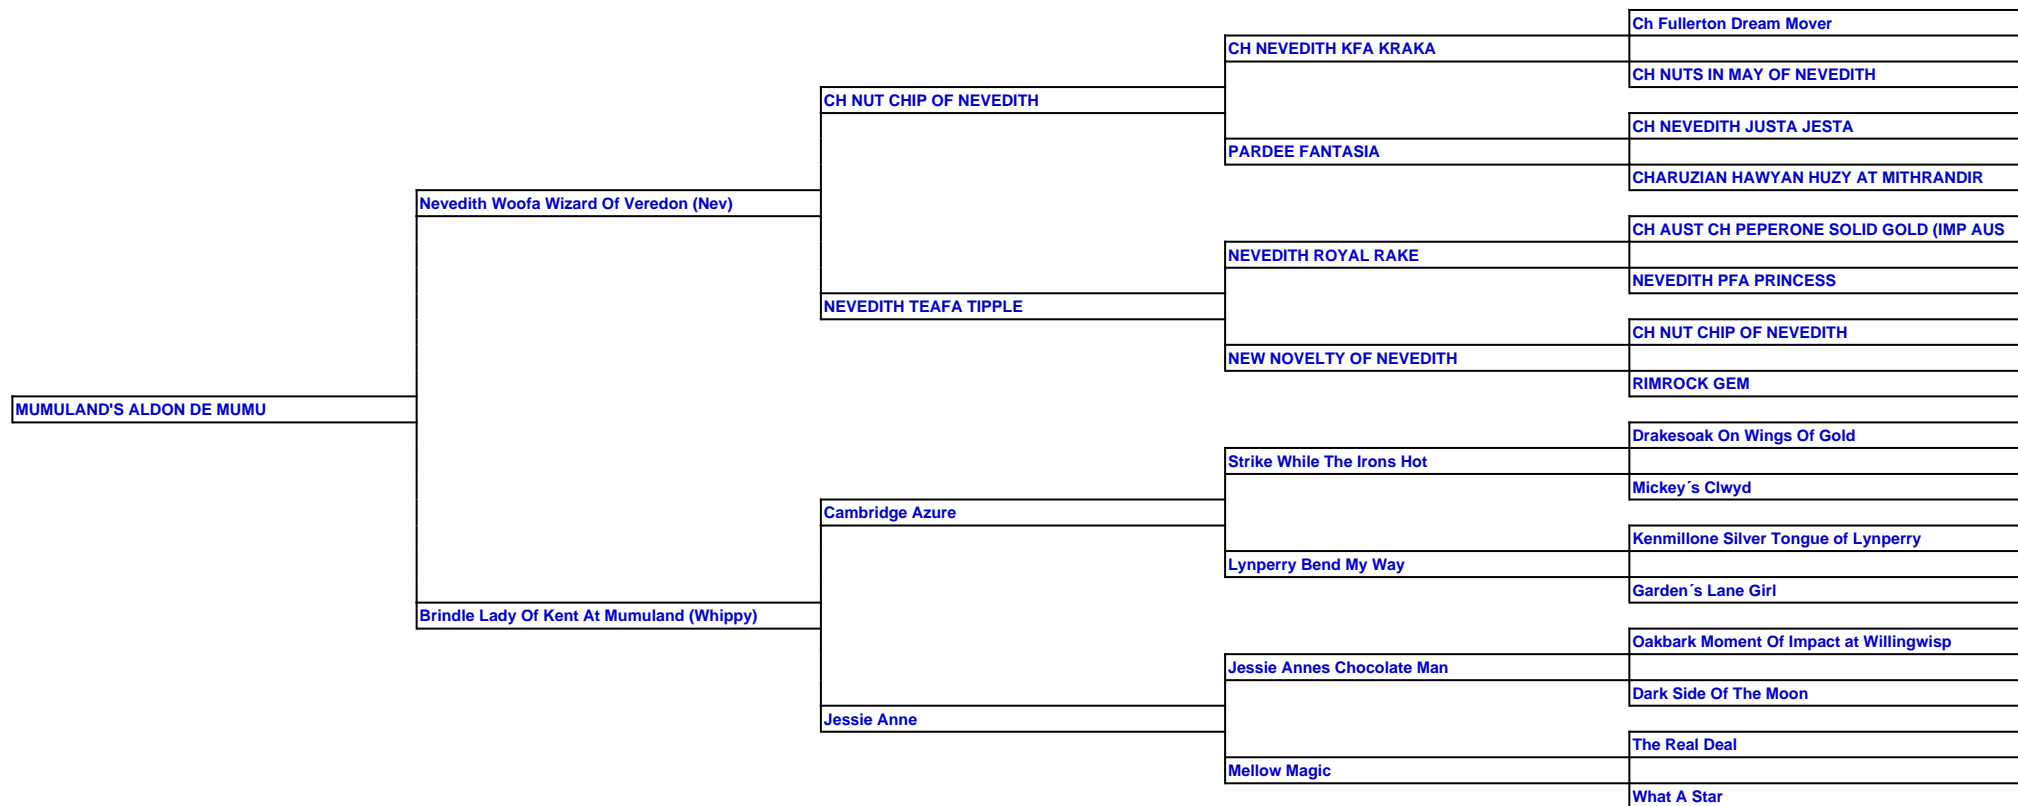 Ch Fullerton Dream Mover
CH NEVEDITH KFA KRAKA
CH NUTS IN MAY OF NEVEDITH
CH NUT CHIP OF NEVEDITH
CH NEVEDITH JUSTA JESTA
PARDEE FANTASIA
CHARUZIAN HAWYAN HUZY AT MITHRANDIR
Nevedith Woofa Wizard Of Veredon (Nev)
CH AUST CH PEPERONE SOLID GOLD (IMP AUS
NEVEDITH ROYAL RAKE
NEVEDITH PFA PRINCESS
NEVEDITH TEAFA TIPPLE
CH NUT CHIP OF NEVEDITH
NEW NOVELTY OF NEVEDITH
RIMROCK GEM
MUMULAND'S ALDON DE MUMU
Drakesoak On Wings Of Gold
Strike While The Irons Hot
Mickey´s Clwyd
Cambridge Azure
Kenmillone Silver Tongue of Lynperry
Lynperry Bend My Way
Garden´s Lane Girl
Brindle Lady Of Kent At Mumuland (Whippy)
Oakbark Moment Of Impact at Willingwisp
Jessie Annes Chocolate Man
Dark Side Of The Moon
Jessie Anne
The Real Deal
Mellow Magic
What A Star